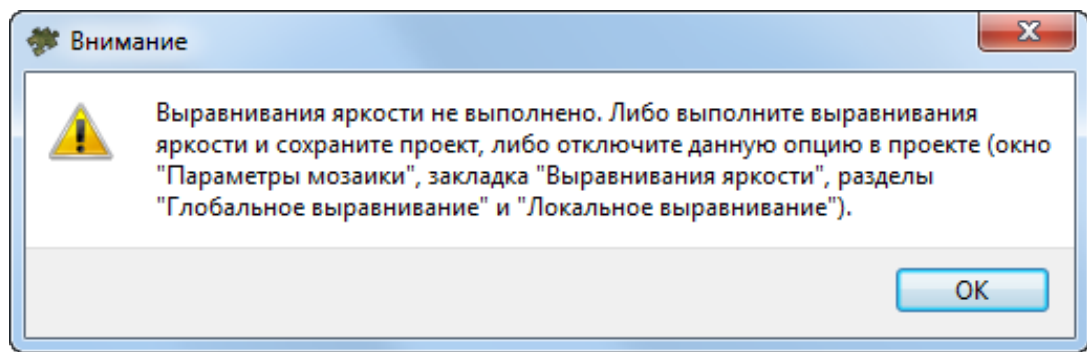 Внимание
Выравнивания яркости не выполнено. Либо выполните выравнивания
яркости и сохраните проект, либо отключите данную опцию в проекте (окно
"Параметры мозаики", закладка "Выравнивания яркости", разделы
"Глобальное выравнивание" и "Локальное выравнивание").
OK